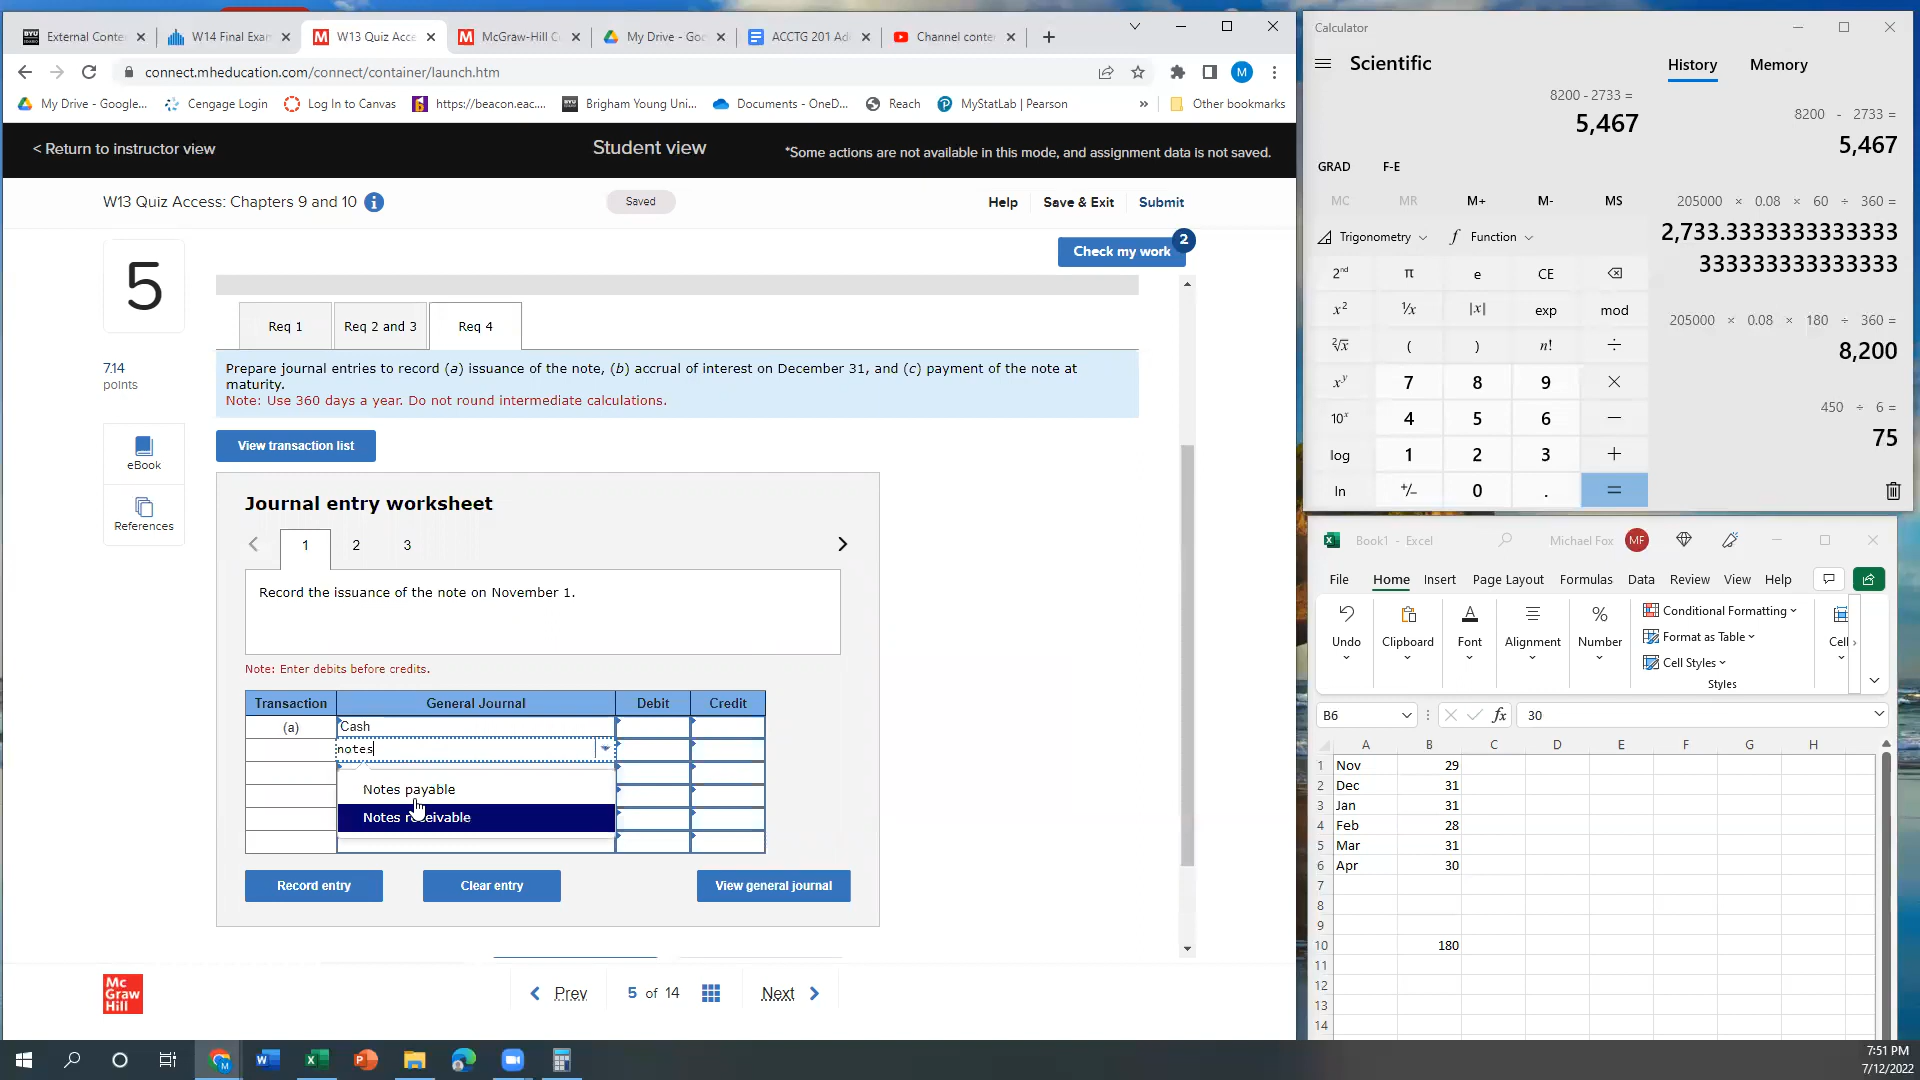 External Conte
W14 Final Exam
W13 Quiz Acce
McGraw-Hill C
My Drive - Goo
ACCTG 201 Ad
Channel conte
connect.mheducation.com/connect/container/launch.htm
M
My Drive - Google...
Cengage Login
Log In to Canvas
https://beacon.eac....
Brigham Young Uni...
Documents - OneD...
Reach
MyStatLab | Pearson
»
Other bookmarks
< Return to instructor view
Student view
*Some actions are not available in this mode, and assignment data is not saved.
W13 Quiz Access: Chapters 9 and 10
Saved
Help
Save & Exit
Submit
Check my work
2
5
7.14
points
eBook
References
Req 1
Req 2 and 3
Req 4
Prepare journal entries to record (a) issuance of the note, (b) accrual of interest on December 31, and (c) payment of the note at
maturity.
Note: Use 360 days a year. Do not round intermediate calculations.
View transaction list
Journal entry worksheet
1 2 3
Record the issuance of the note on November 1.
Note: Enter debits before credits.
Transaction General Journal Debit Credit
(a) Cash
notes
Notes payable
Notes receivable
Record entry
Clear entry
View general journal
Mc
Graw
Hill
Prev
5 of 14
Next
Calculator
Scientific
History
Memory
8200 - 2733 =
5,467
GRAD
F-E
MC MR M+ M- MS
Trigonometry
Function
2nd π e CE
x² ¹/x |x| exp mod
²√x ( ) n! ÷
xʸ 7 8 9 ×
10ˣ 4 5 6 −
log 1 2 3 +
ln +/− 0 . =
8200 - 2733 =
5,467
205000 × 0.08 × 60 ÷ 360 =
2,733.3333333333333
333333333333333
205000 × 0.08 × 180 ÷ 360 =
8,200
450 ÷ 6 =
75
Book1 - Excel
Michael Fox
MF
File Home Insert Page Layout Formulas Data Review View Help
Undo
Clipboard
Font
Alignment
Number
Conditional Formatting
Format as Table
Cell Styles
Styles
Cell
B6
fx
30
A B C D E F G H
1 Nov 29
2 Dec 31
3 Jan 31
4 Feb 28
5 Mar 31
6 Apr 30
7
8
9
10 180
11
12
13
14
7:51 PM
7/12/2022